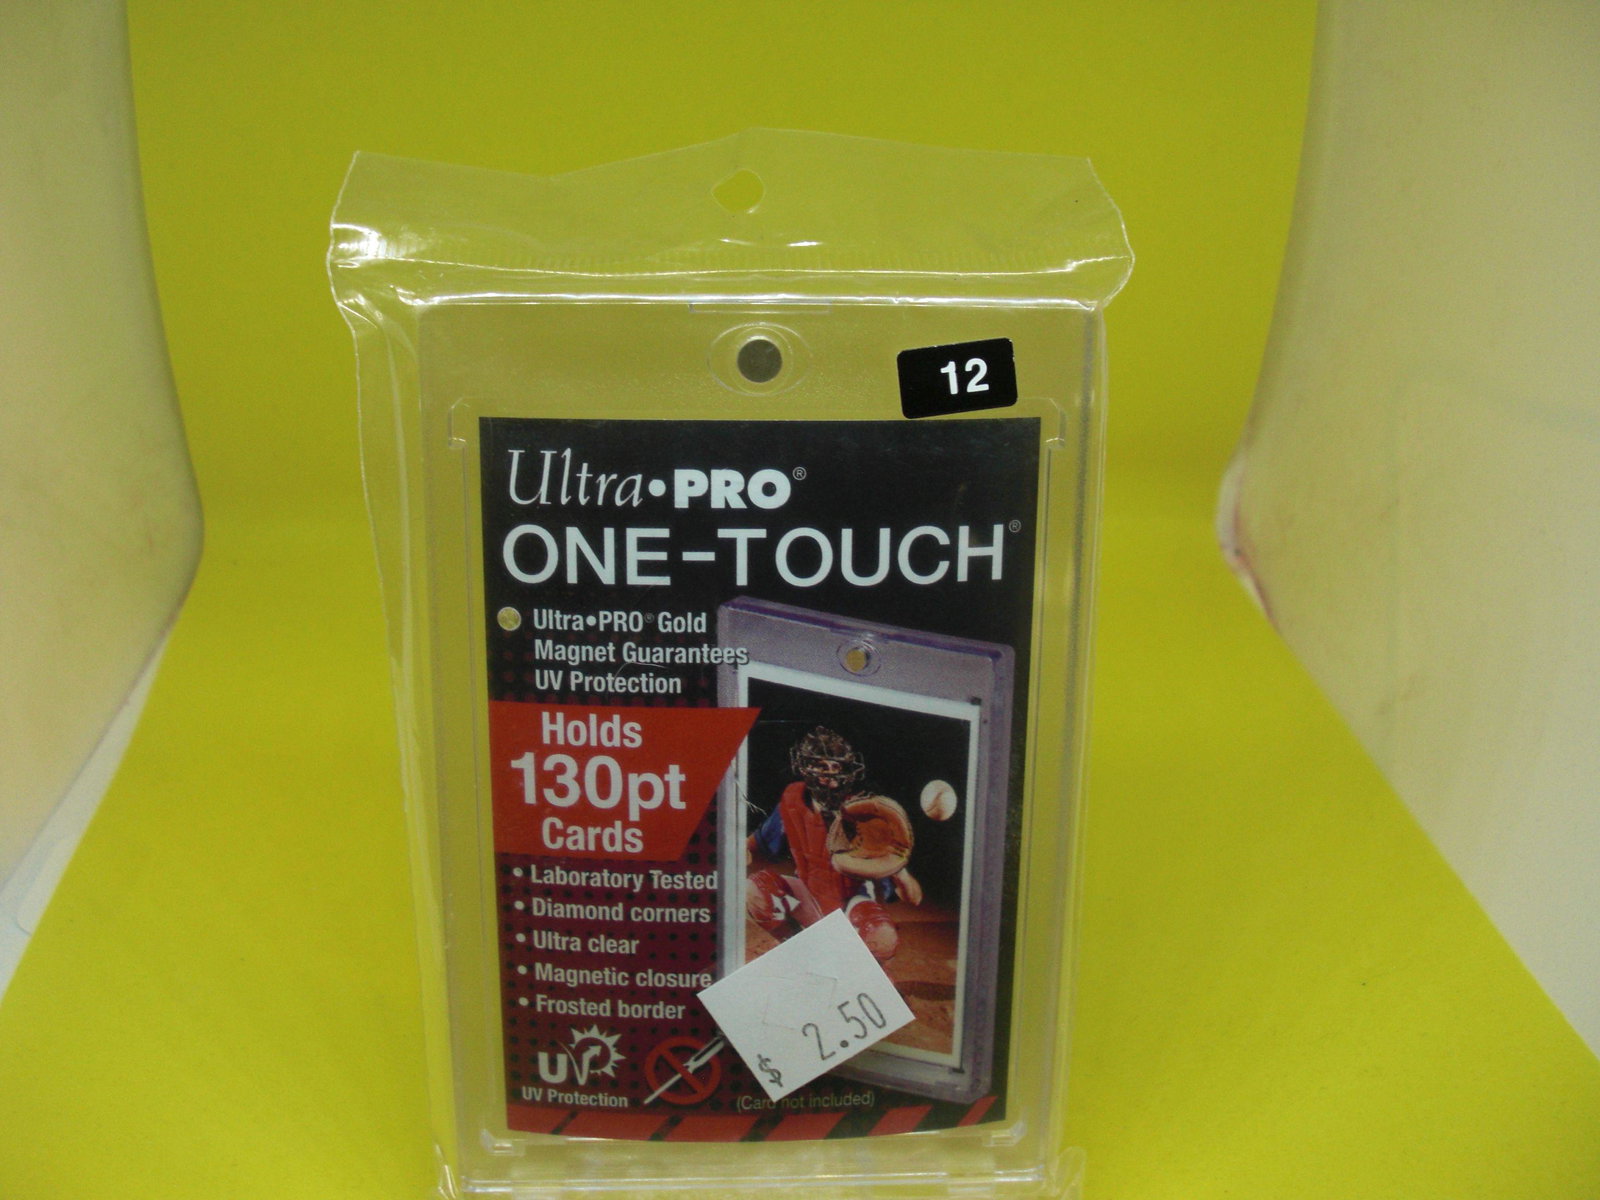 12
Ultra•PRO®
ONE-TOUCH®
Ultra•PRO® Gold
Magnet Guarantees
UV Protection
Holds
130pt
Cards
• Laboratory Tested
• Diamond corners
• Ultra clear
• Magnetic closure
• Frosted border
UV
UV Protection
$ 2.50
(Card not included)